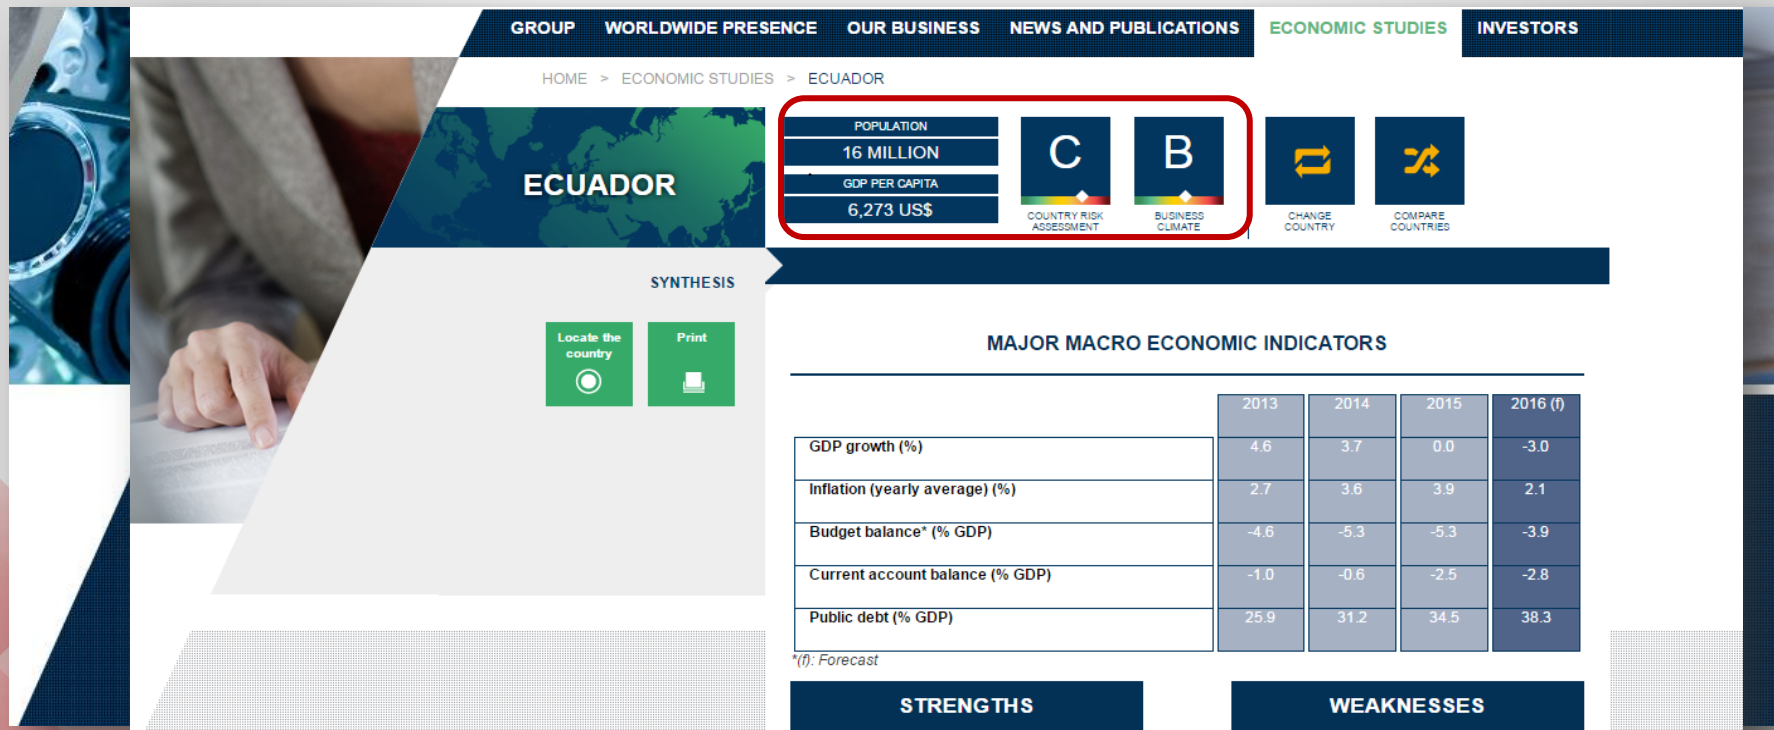 GROUP WORLDWIDE PRESENCE OUR BUSINESS NEWS AND PUBLICATIONS ECONOMIC STUDIES INVESTORS
HOME > ECONOMIC STUDIES > ECUADOR
ECUADOR
POPULATION
16 MILLION
GDP PER CAPITA
6,273 US$
C
COUNTRY RISK
ASSESSMENT
B
BUSINESS
CLIMATE
CHANGE
COUNTRY
COMPARE
COUNTRIES
SYNTHESIS
Locate the
country
Print
MAJOR MACRO ECONOMIC INDICATORS
2013 2014 2015 2016 (f)
GDP growth (%) 4.6 3.7 0.0 -3.0
Inflation (yearly average) (%) 2.7 3.6 3.9 2.1
Budget balance* (% GDP) -4.6 -5.3 -5.3 -3.9
Current account balance (% GDP) -1.0 -0.6 -2.5 -2.8
Public debt (% GDP) 25.9 31.2 34.5 38.3
*(f): Forecast
STRENGTHS WEAKNESSES